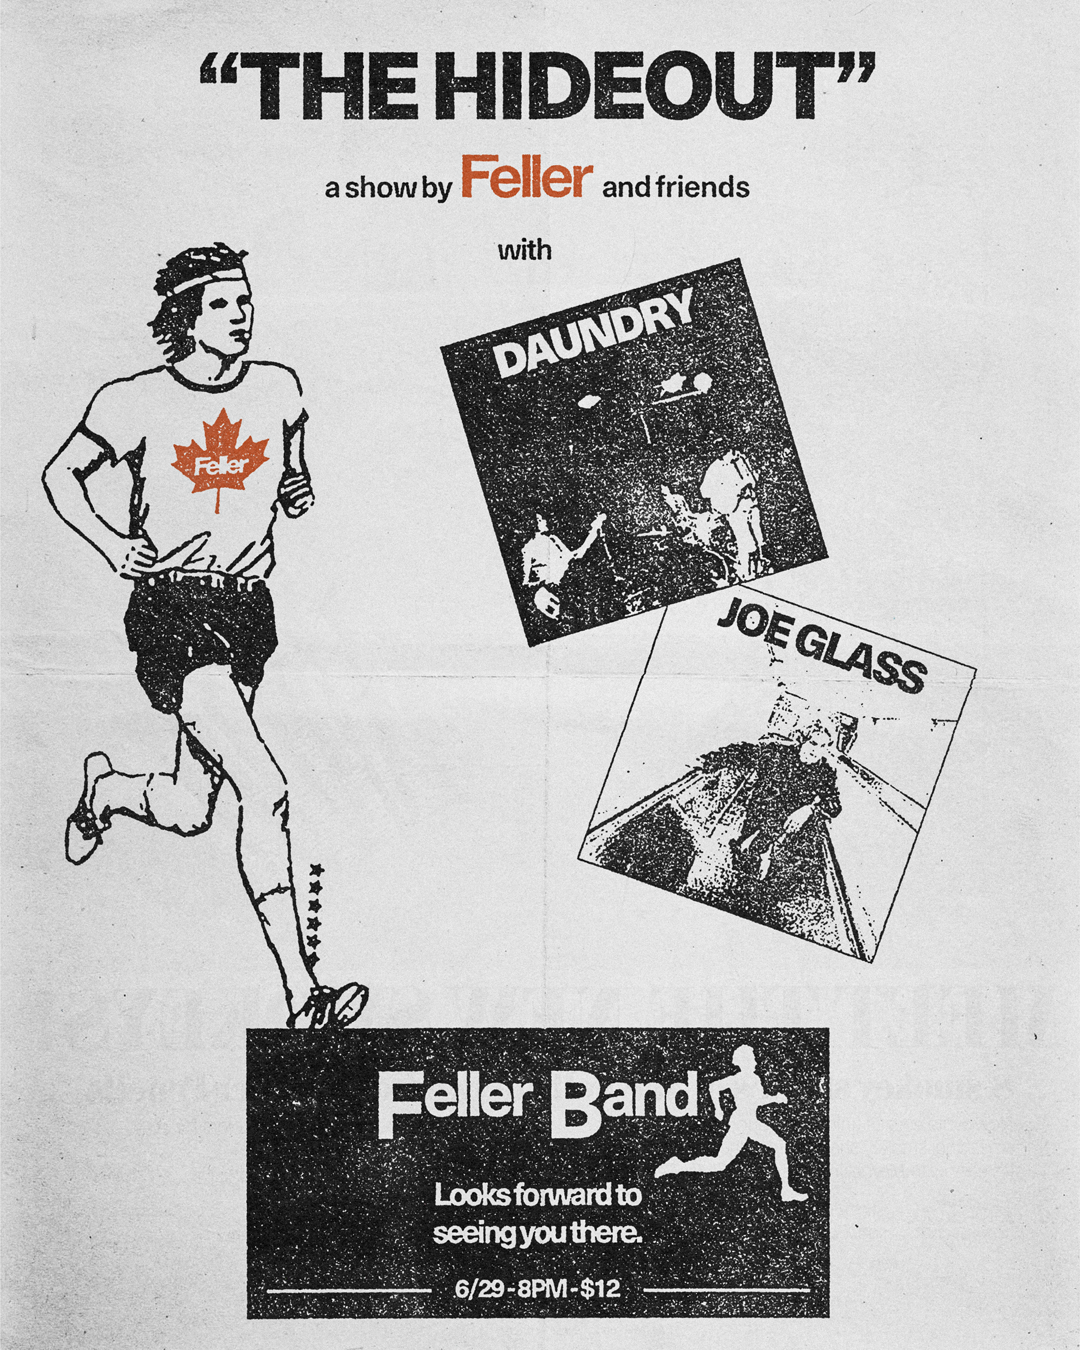 “THE HIDEOUT”
a show by Feller and friends
with
DAUNDRY
Feller
JOE GLASS
Feller Band
Looks forward to
seeing you there.
6/29 - 8PM - $12